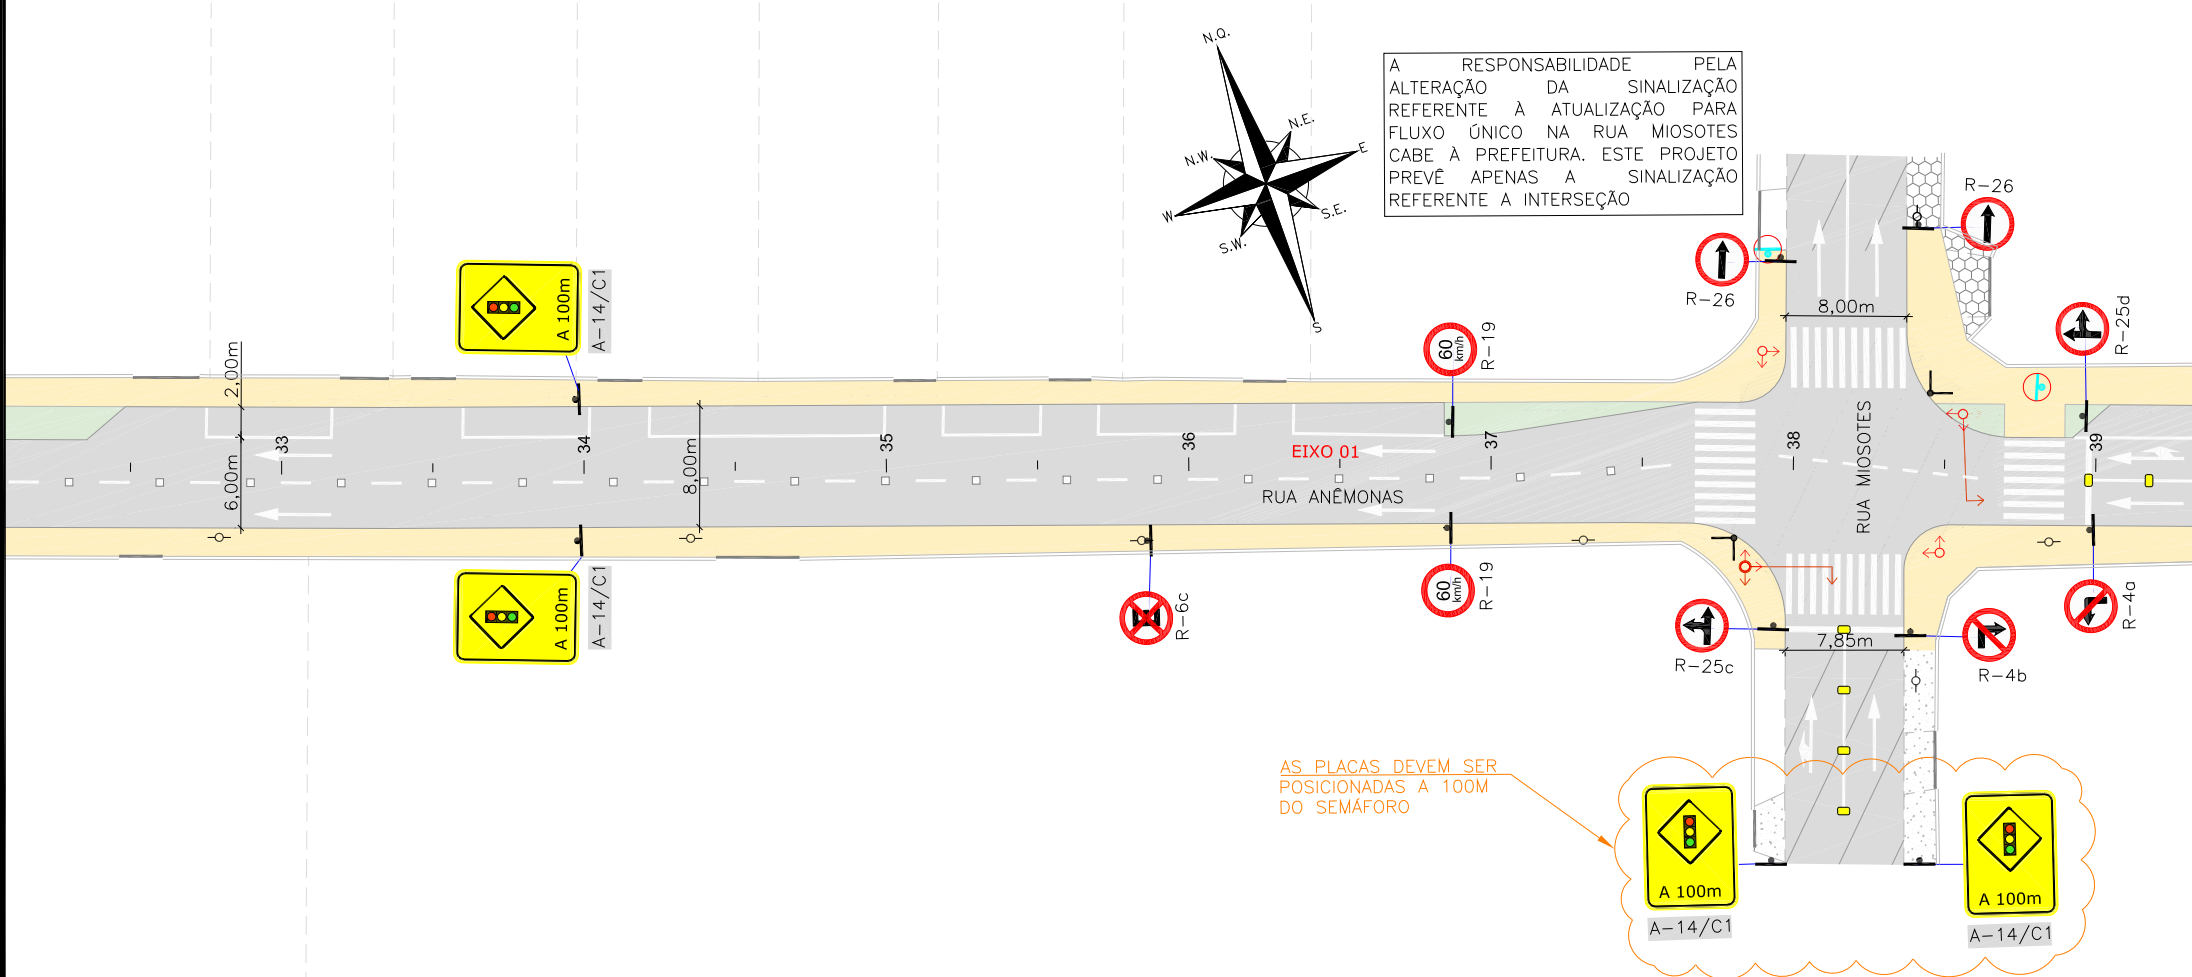 N.O.
N.E.
E
S.E.
S
S.W.
W
N.W.
A RESPONSABILIDADE PELA
ALTERAÇÃO DA SINALIZAÇÃO
REFERENTE À ATUALIZAÇÃO PARA
FLUXO ÚNICO NA RUA MIOSOTES
CABE À PREFEITURA. ESTE PROJETO
PREVÊ APENAS A SINALIZAÇÃO
REFERENTE A INTERSEÇÃO
R-26
R-26
8,00m
R-25d
A 100m
A-14/C1
60
km/h
R-19
2,00m
6,00m
8,00m
33
34
35
36
37
38
39
EIXO 01
RUA ANÊMONAS
RUA MIOSOTES
A 100m
A-14/C1
R-6c
60
km/h
R-19
R-25c
7,85m
R-4b
R-4a
AS PLACAS DEVEM SER
POSICIONADAS A 100M
DO SEMÁFORO
A 100m
A-14/C1
A 100m
A-14/C1